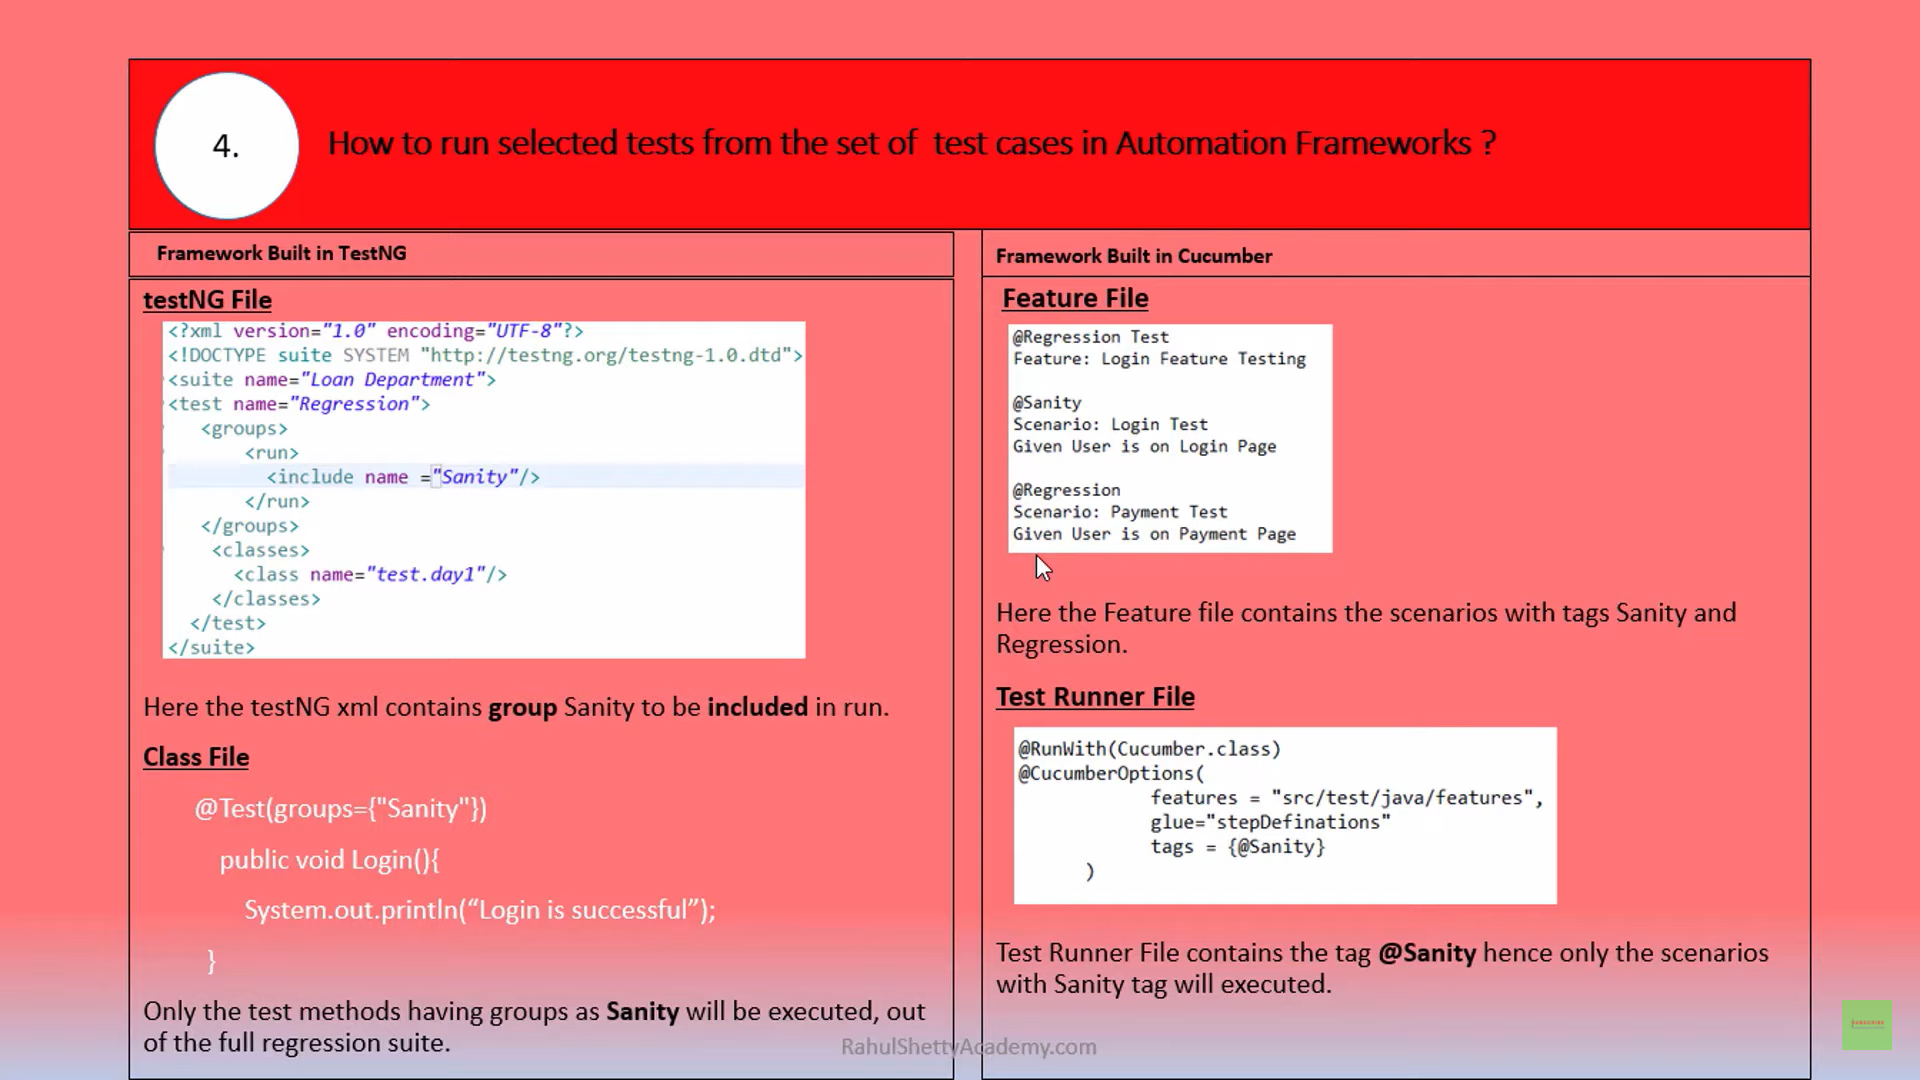 4.
How to run selected tests from the set of test cases in Automation Frameworks ?
Framework Built in TestNG
testNG File
<?xml version="1.0" encoding="UTF-8"?>
<!DOCTYPE suite SYSTEM "http://testng.org/testng-1.0.dtd">
<suite name="Loan Department">
<test name="Regression">
<groups>
<run>
<include name ="Sanity"/>
</run>
</groups>
<classes>
<class name="test.day1"/>
</classes>
</test>
</suite>
Here the testNG xml contains group Sanity to be included in run.
Class File
@Test(groups={"Sanity"})
public void Login(){
System.out.println(“Login is successful”);
}
Only the test methods having groups as Sanity will be executed, out
of the full regression suite.
Framework Built in Cucumber
Feature File
@Regression Test
Feature: Login Feature Testing
@Sanity
Scenario: Login Test
Given User is on Login Page
@Regression
Scenario: Payment Test
Given User is on Payment Page
Here the Feature file contains the scenarios with tags Sanity and
Regression.
Test Runner File
@RunWith(Cucumber.class)
@CucumberOptions(
features = "src/test/java/features",
glue="stepDefinations"
tags = {@Sanity}
)
Test Runner File contains the tag @Sanity hence only the scenarios
with Sanity tag will executed.
RahulShettyAcademy.com
SUBSCRIBE